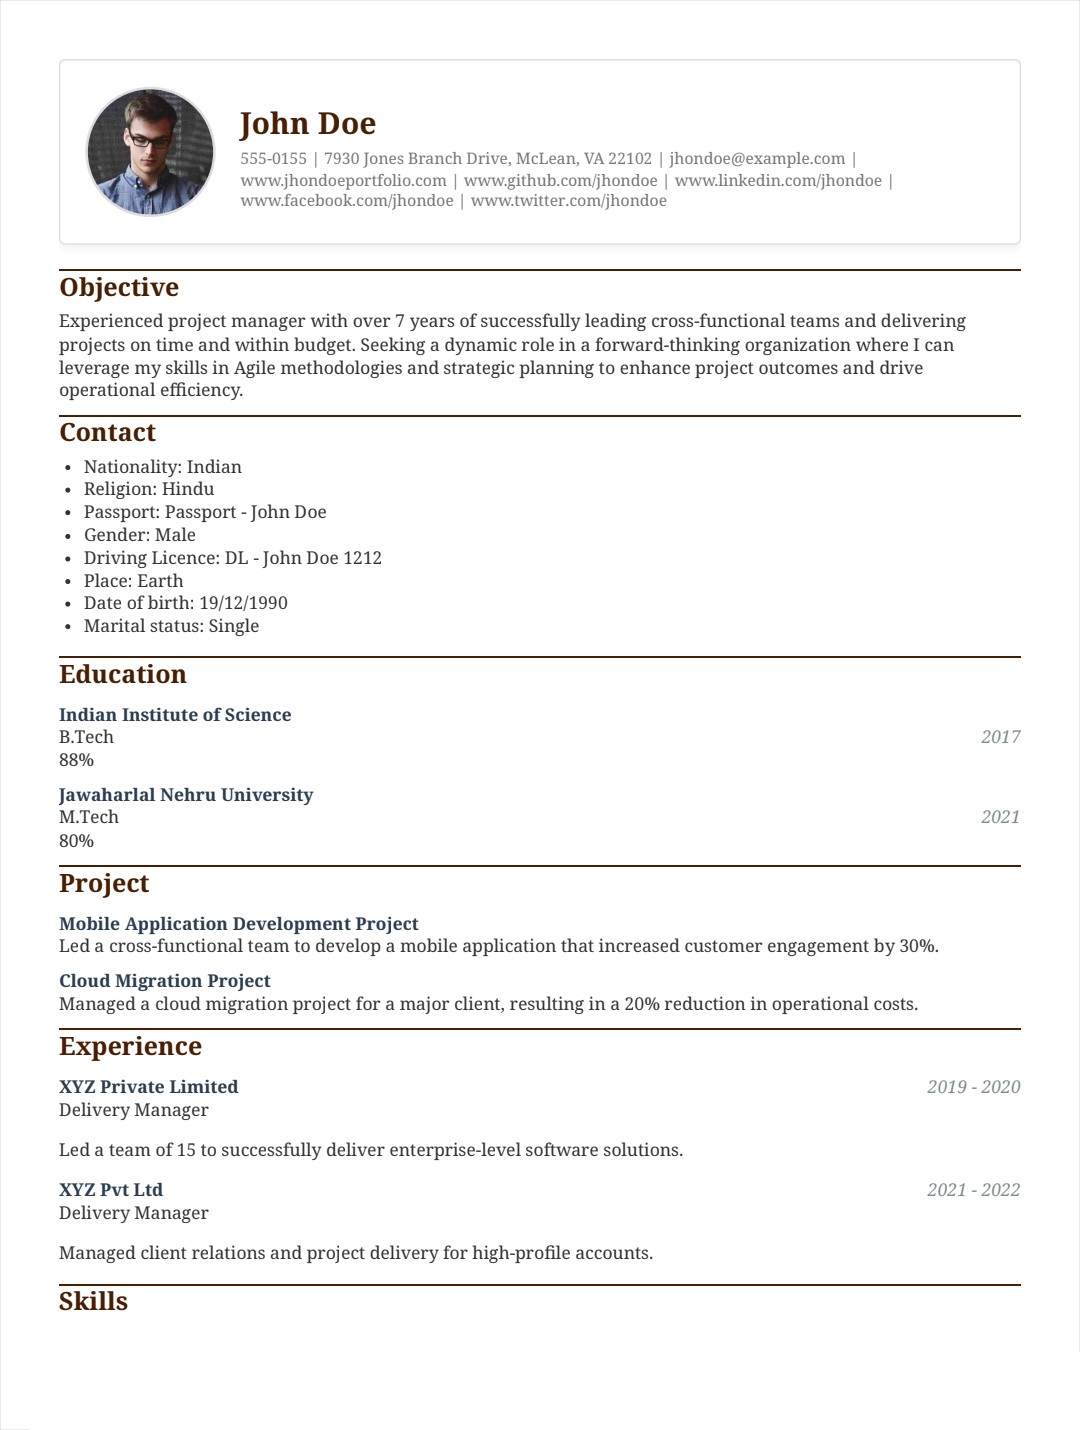 John Doe
555-0155 | 7930 Jones Branch Drive, McLean, VA 22102 | jhondoe@example.com |
www.jhondoeportfolio.com | www.github.com/jhondoe | www.linkedin.com/jhondoe |
www.facebook.com/jhondoe | www.twitter.com/jhondoe
Objective
Experienced project manager with over 7 years of successfully leading cross-functional teams and delivering
projects on time and within budget. Seeking a dynamic role in a forward-thinking organization where I can
leverage my skills in Agile methodologies and strategic planning to enhance project outcomes and drive
operational efficiency.
Contact
• Nationality: Indian
• Religion: Hindu
• Passport: Passport - John Doe
• Gender: Male
• Driving Licence: DL - John Doe 1212
• Place: Earth
• Date of birth: 19/12/1990
• Marital status: Single
Education
Indian Institute of Science
B.Tech 2017
88%
Jawaharlal Nehru University
M.Tech 2021
80%
Project
Mobile Application Development Project
Led a cross-functional team to develop a mobile application that increased customer engagement by 30%.
Cloud Migration Project
Managed a cloud migration project for a major client, resulting in a 20% reduction in operational costs.
Experience
XYZ Private Limited 2019 - 2020
Delivery Manager
Led a team of 15 to successfully deliver enterprise-level software solutions.
XYZ Pvt Ltd 2021 - 2022
Delivery Manager
Managed client relations and project delivery for high-profile accounts.
Skills